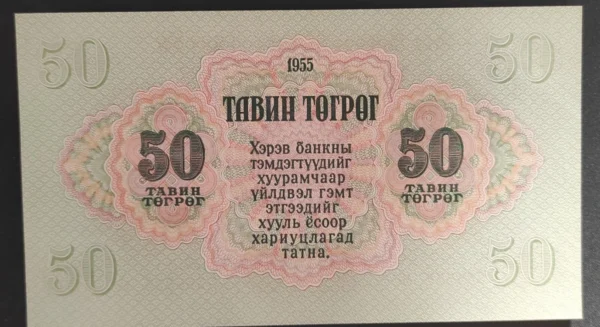 50 50
1955
ТАВИН ТӨГРӨГ
50
ТАВИН
ТӨГРӨГ
Хэрэв банкны
тэмдэгтүүдийг
хуурамчаар
үйлдвэл гэмт
этгээдийг
хууль ёсоор
хариуцлагад
татна.
50
ТАВИН
ТӨГРӨГ
50 50